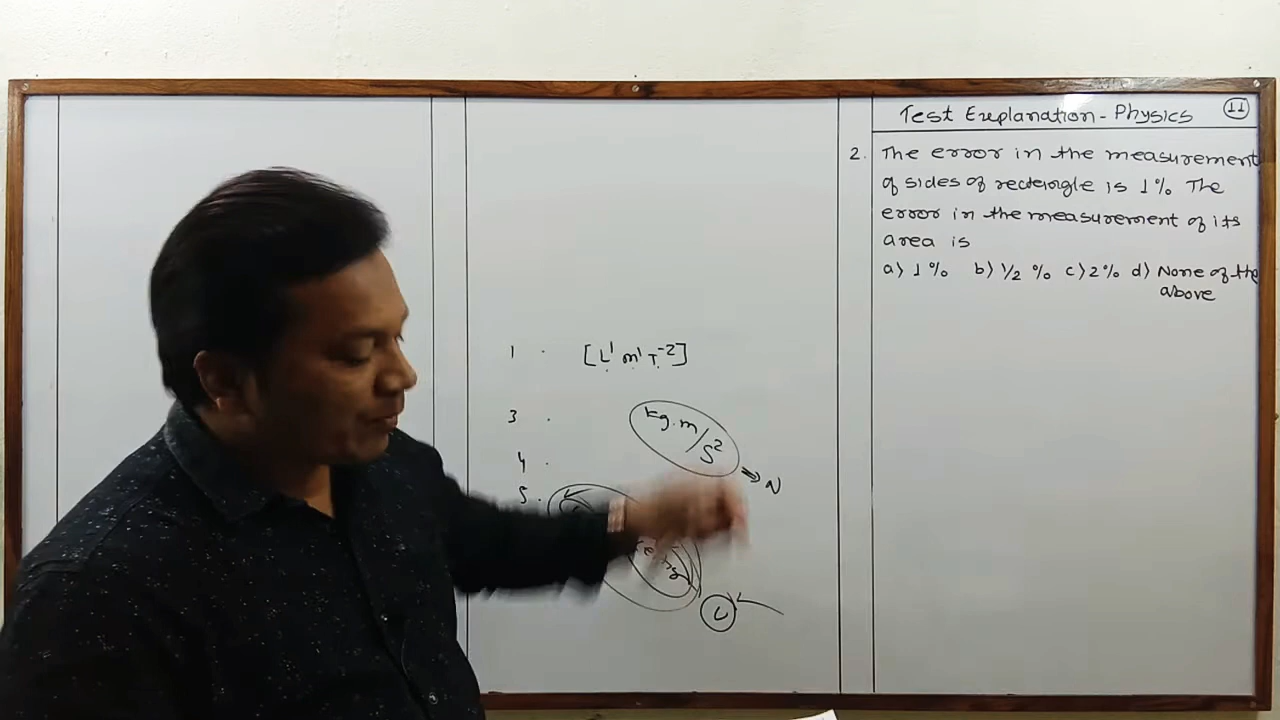 Test Explanation - Physics 11
2. The error in the measurement
of sides of rectangle is 1% The
error in the measurement of its
area is
a) 1% b) 1/2 % c) 2% d) None of the
above
1 . [L¹ m¹ T⁻²]
3 .
kg.m/s²
4 .
5 .
→ N